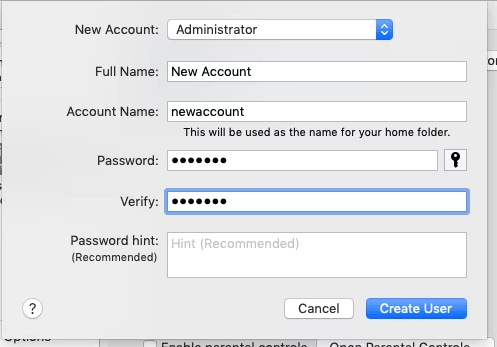 New Account: Administrator
Full Name: New Account
Account Name: newaccount
This will be used as the name for your home folder.
Password: •••••••
Verify: •••••••
Password hint: Hint (Recommended)
(Recommended)
? Cancel Create User
Options Enable parental controls Open Parental Controls